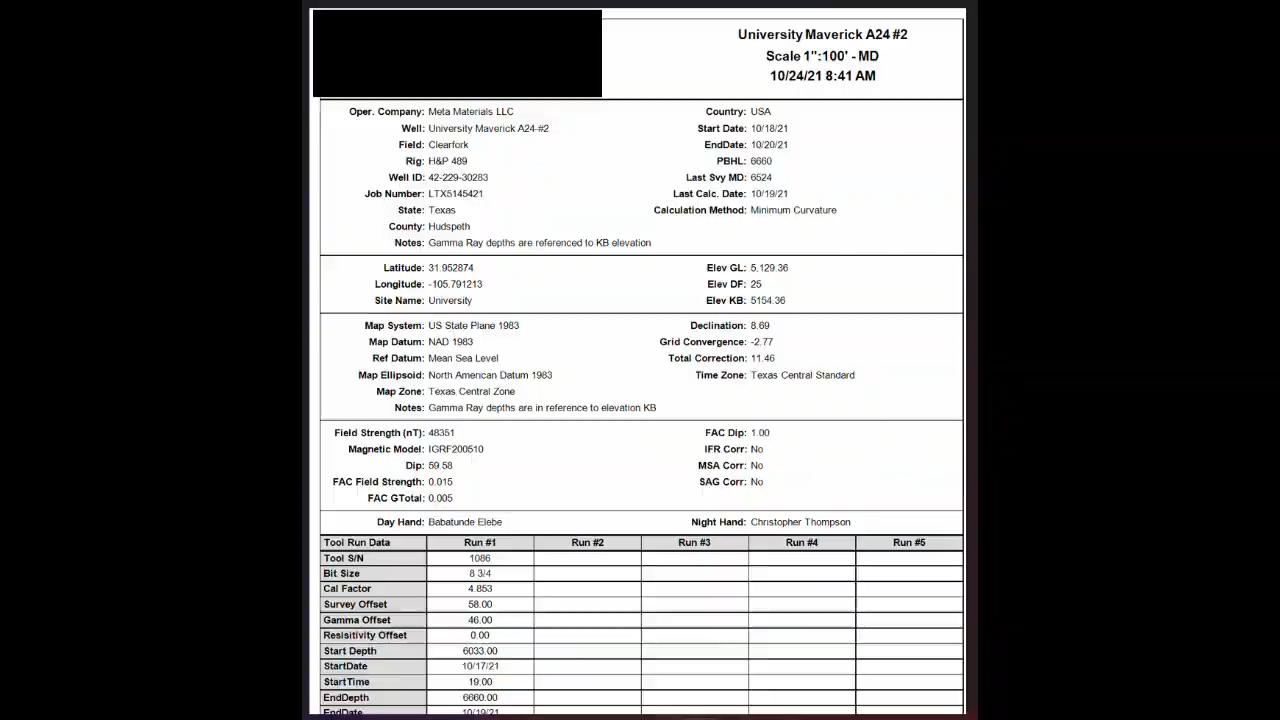 University Maverick A24 #2
Scale 1":100' - MD
10/24/21 8:41 AM
Oper. Company: Meta Materials LLC Country: USA
Well: University Maverick A24-#2 Start Date: 10/18/21
Field: Clearfork EndDate: 10/20/21
Rig: H&P 489 PBHL: 6660
Well ID: 42-229-30283 Last Svy MD: 6524
Job Number: LTX5145421 Last Calc. Date: 10/19/21
State: Texas Calculation Method: Minimum Curvature
County: Hudspeth
Notes: Gamma Ray depths are referenced to KB elevation
Latitude: 31.952874 Elev GL: 5,129.36
Longitude: -105.791213 Elev DF: 25
Site Name: University Elev KB: 5154.36
Map System: US State Plane 1983 Declination: 8.69
Map Datum: NAD 1983 Grid Convergence: -2.77
Ref Datum: Mean Sea Level Total Correction: 11.46
Map Ellipsoid: North American Datum 1983 Time Zone: Texas Central Standard
Map Zone: Texas Central Zone
Notes: Gamma Ray depths are in reference to elevation KB
Field Strength (nT): 48351 FAC Dip: 1.00
Magnetic Model: IGRF200510 IFR Corr: No
Dip: 59.58 MSA Corr: No
FAC Field Strength: 0.015 SAG Corr: No
FAC GTotal: 0.005
Day Hand: Babatunde Elebe Night Hand: Christopher Thompson
Tool Run Data Run #1 Run #2 Run #3 Run #4 Run #5
Tool S/N 1086
Bit Size 8 3/4
Cal Factor 4.853
Survey Offset 58.00
Gamma Offset 46.00
Resisitivity Offset 0.00
Start Depth 6033.00
StartDate 10/17/21
StartTime 19:00
EndDepth 6660.00
EndDate 10/19/21